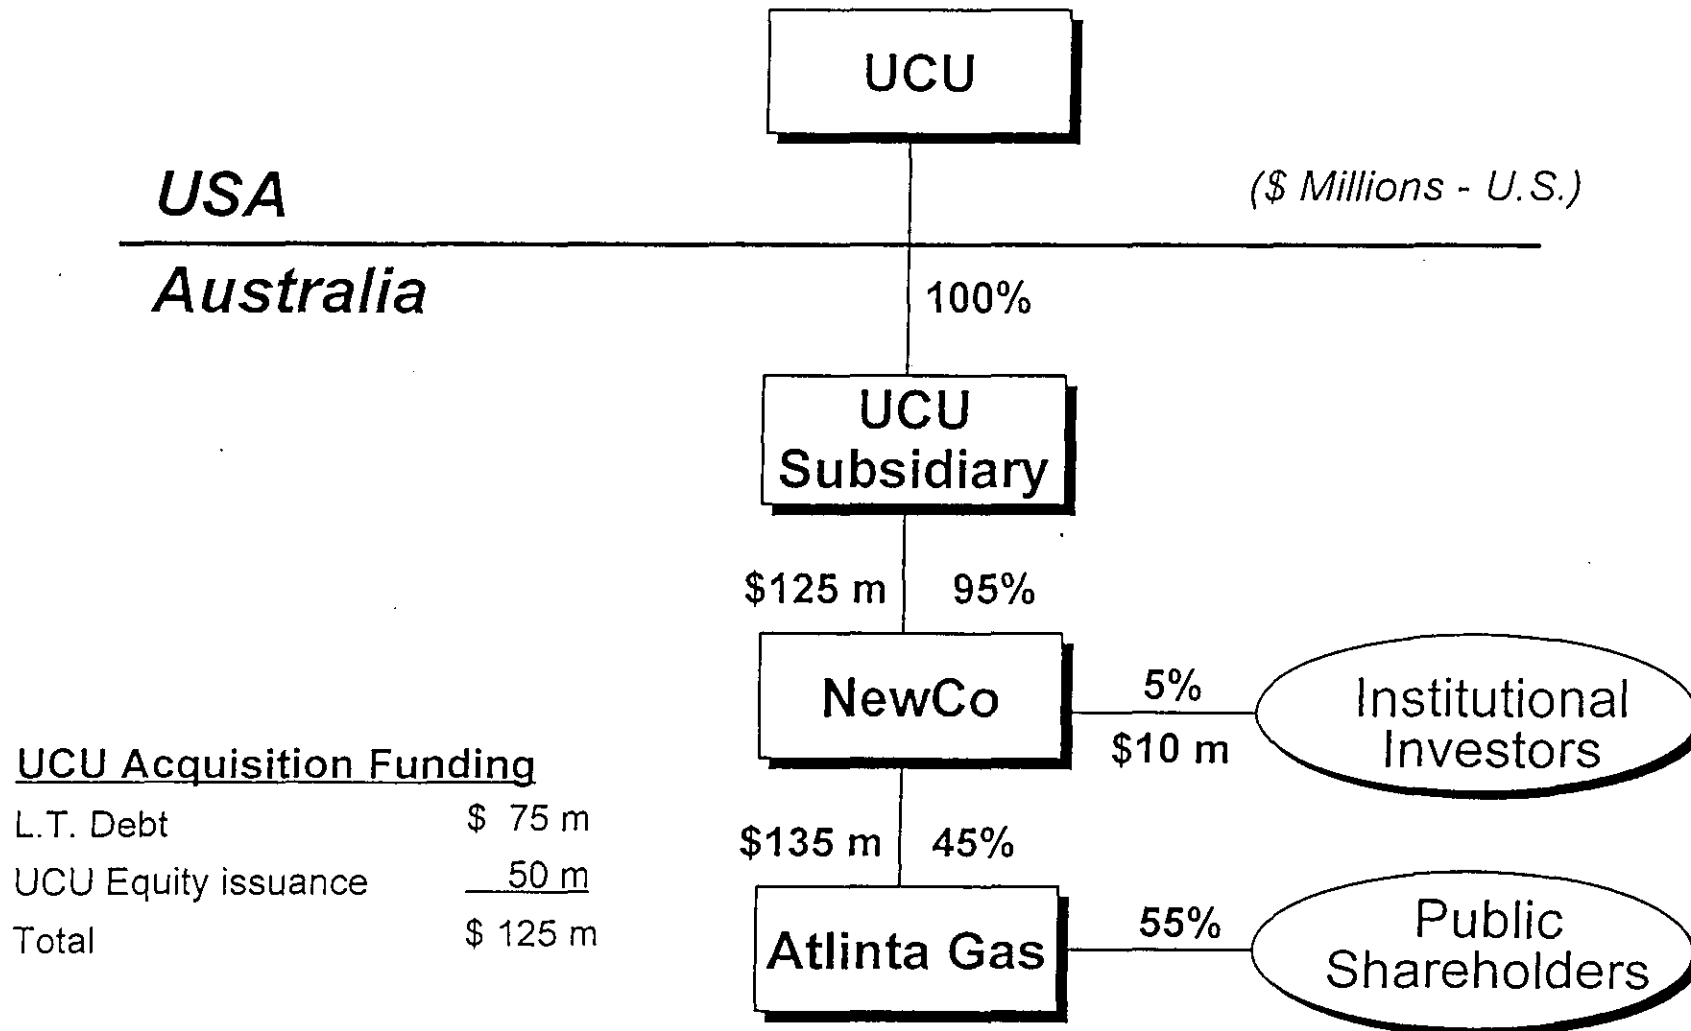 UCU
USA
($ Millions - U.S.)
Australia
100%
UCU
Subsidiary
$125 m 95%
NewCo
5%
$10 m
Institutional
Investors
UCU Acquisition Funding
L.T. Debt $ 75 m
UCU Equity issuance 50 m
Total $ 125 m
$135 m 45%
Atlinta Gas
55%
Public
Shareholders